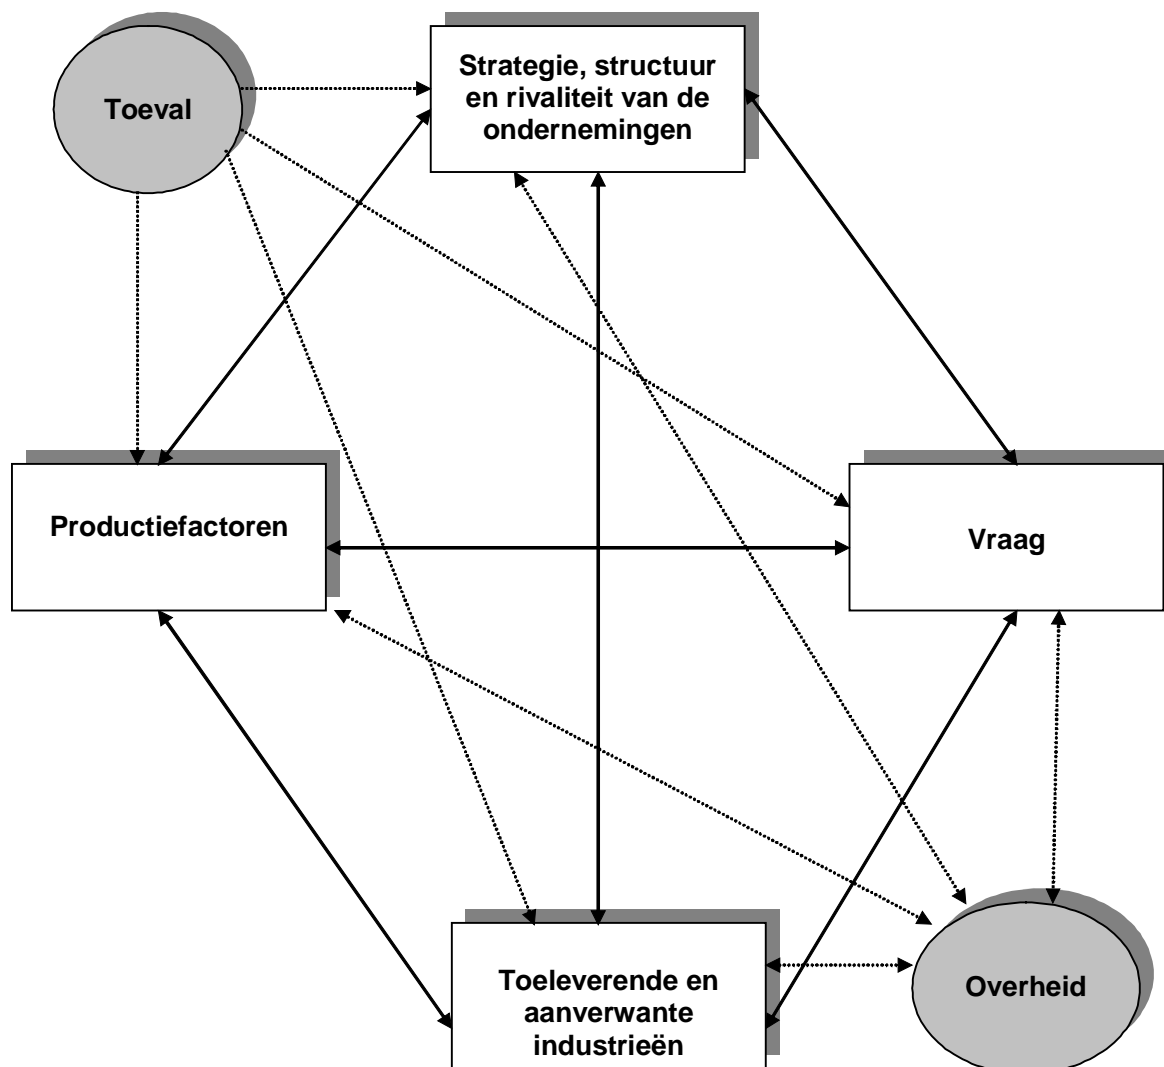 Strategie, structuur
en rivaliteit van de
ondernemingen
Toeval
Productiefactoren
Vraag
Toeleverende en
aanverwante
industrieën
Overheid